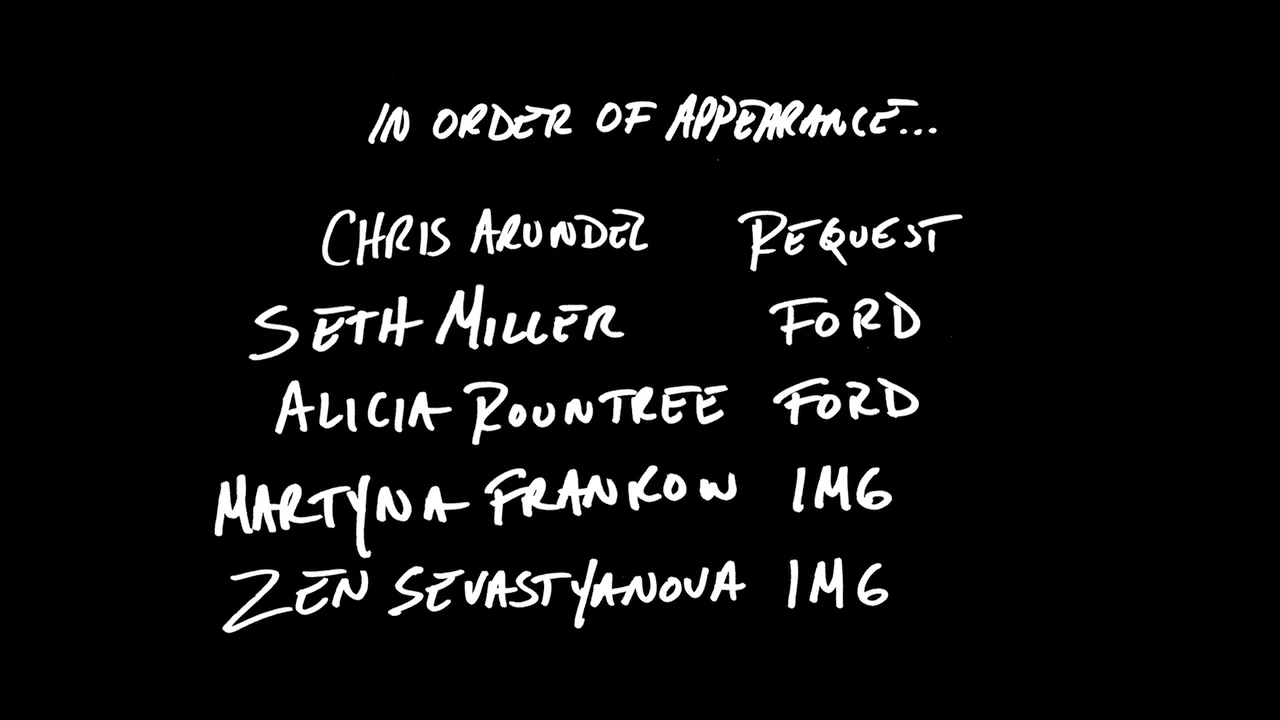 IN ORDER OF APPEARANCE...
CHRIS ARUNDEL REQUEST
SETH MILLER FORD
ALICIA ROUNTREE FORD
MARTYNA FRANKOW IMG
ZEN SEVASTYANOVA IMG